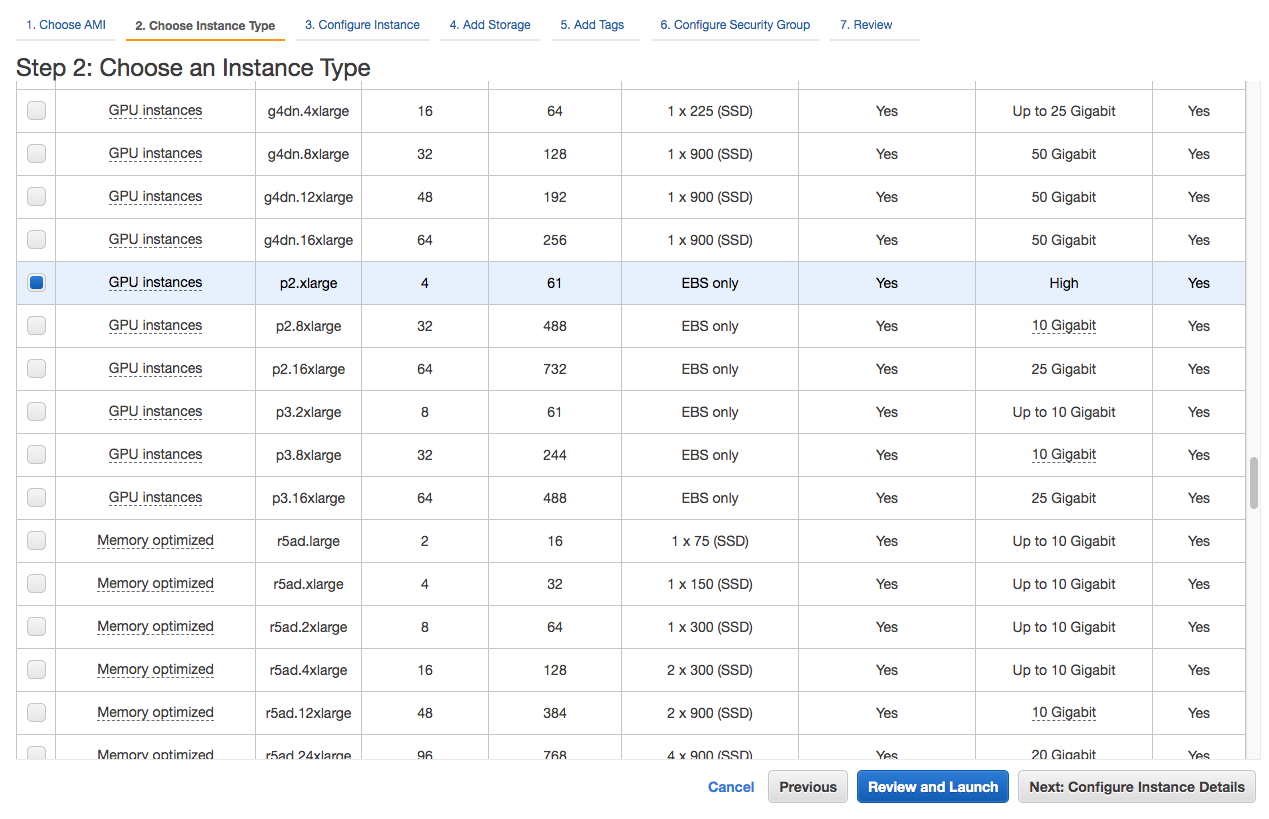 1. Choose AMI 2. Choose Instance Type 3. Configure Instance 4. Add Storage 5. Add Tags 6. Configure Security Group 7. Review
Step 2: Choose an Instance Type
GPU instances g4dn.4xlarge 16 64 1 x 225 (SSD) Yes Up to 25 Gigabit Yes
GPU instances g4dn.8xlarge 32 128 1 x 900 (SSD) Yes 50 Gigabit Yes
GPU instances g4dn.12xlarge 48 192 1 x 900 (SSD) Yes 50 Gigabit Yes
GPU instances g4dn.16xlarge 64 256 1 x 900 (SSD) Yes 50 Gigabit Yes
GPU instances p2.xlarge 4 61 EBS only Yes High Yes
GPU instances p2.8xlarge 32 488 EBS only Yes 10 Gigabit Yes
GPU instances p2.16xlarge 64 732 EBS only Yes 25 Gigabit Yes
GPU instances p3.2xlarge 8 61 EBS only Yes Up to 10 Gigabit Yes
GPU instances p3.8xlarge 32 244 EBS only Yes 10 Gigabit Yes
GPU instances p3.16xlarge 64 488 EBS only Yes 25 Gigabit Yes
Memory optimized r5ad.large 2 16 1 x 75 (SSD) Yes Up to 10 Gigabit Yes
Memory optimized r5ad.xlarge 4 32 1 x 150 (SSD) Yes Up to 10 Gigabit Yes
Memory optimized r5ad.2xlarge 8 64 1 x 300 (SSD) Yes Up to 10 Gigabit Yes
Memory optimized r5ad.4xlarge 16 128 2 x 300 (SSD) Yes Up to 10 Gigabit Yes
Memory optimized r5ad.12xlarge 48 384 2 x 900 (SSD) Yes 10 Gigabit Yes
Memory optimized r5ad.24xlarge 96 768 4 x 900 (SSD) Yes 20 Gigabit Yes
Cancel Previous Review and Launch Next: Configure Instance Details